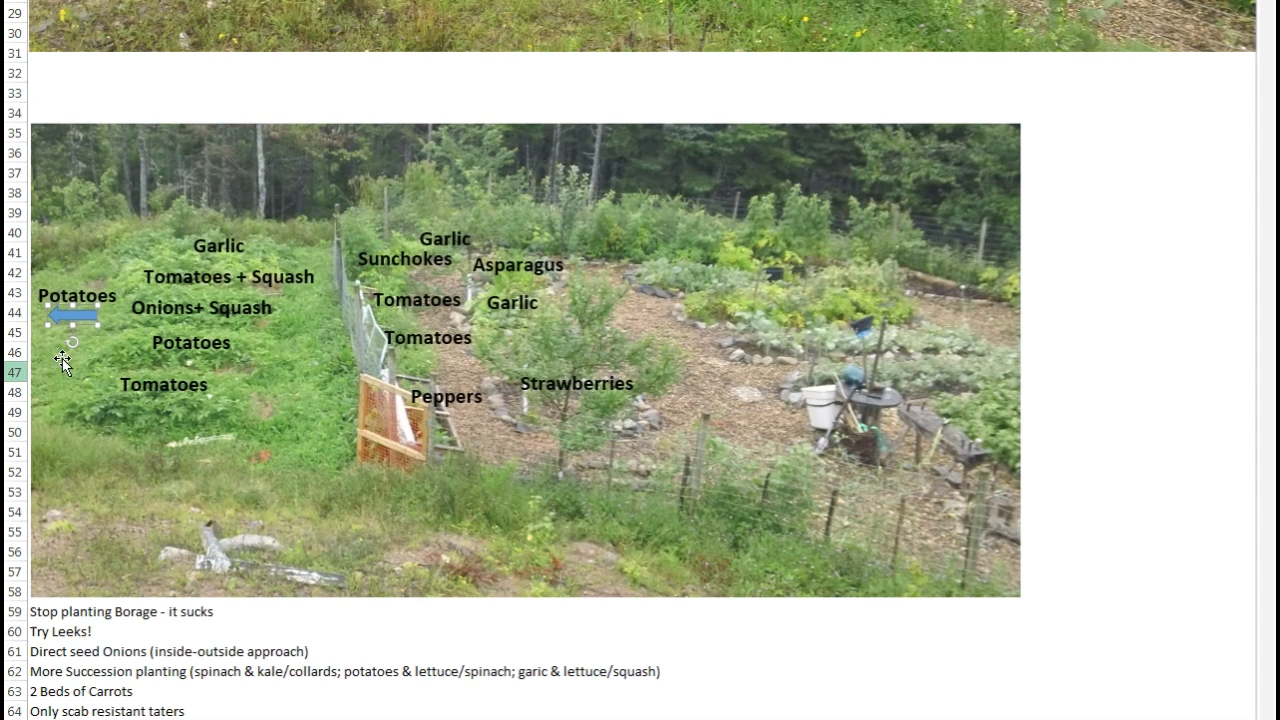 29
30
31
32
33
34
35
36
37
38
39
40
41
42
43
44
45
46
47
48
49
50
51
52
53
54
55
56
57
58
Garlic
Garlic
Sunchokes
Asparagus
Tomatoes + Squash
Potatoes
Tomatoes
Garlic
Onions+ Squash
Tomatoes
Potatoes
Tomatoes
Strawberries
Peppers
59 Stop planting Borage - it sucks
60 Try Leeks!
61 Direct seed Onions (inside-outside approach)
62 More Succession planting (spinach & kale/collards; potatoes & lettuce/spinach; garic & lettuce/squash)
63 2 Beds of Carrots
64 Only scab resistant taters